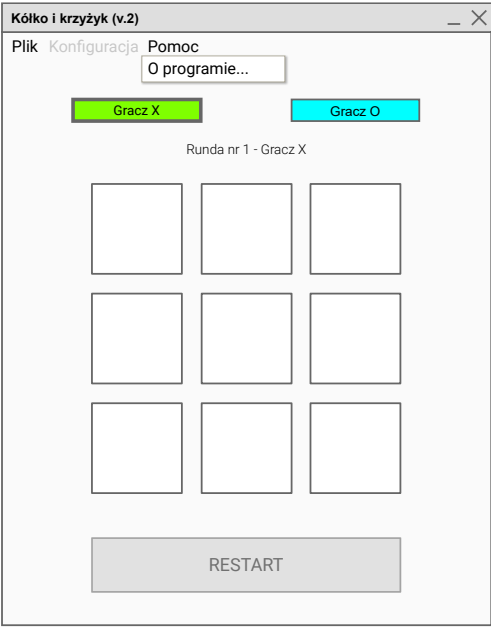 Kółko i krzyżyk (v.2)
Plik Konfiguracja Pomoc
O programie...
Gracz X Gracz O
Runda nr 1 - Gracz X
RESTART